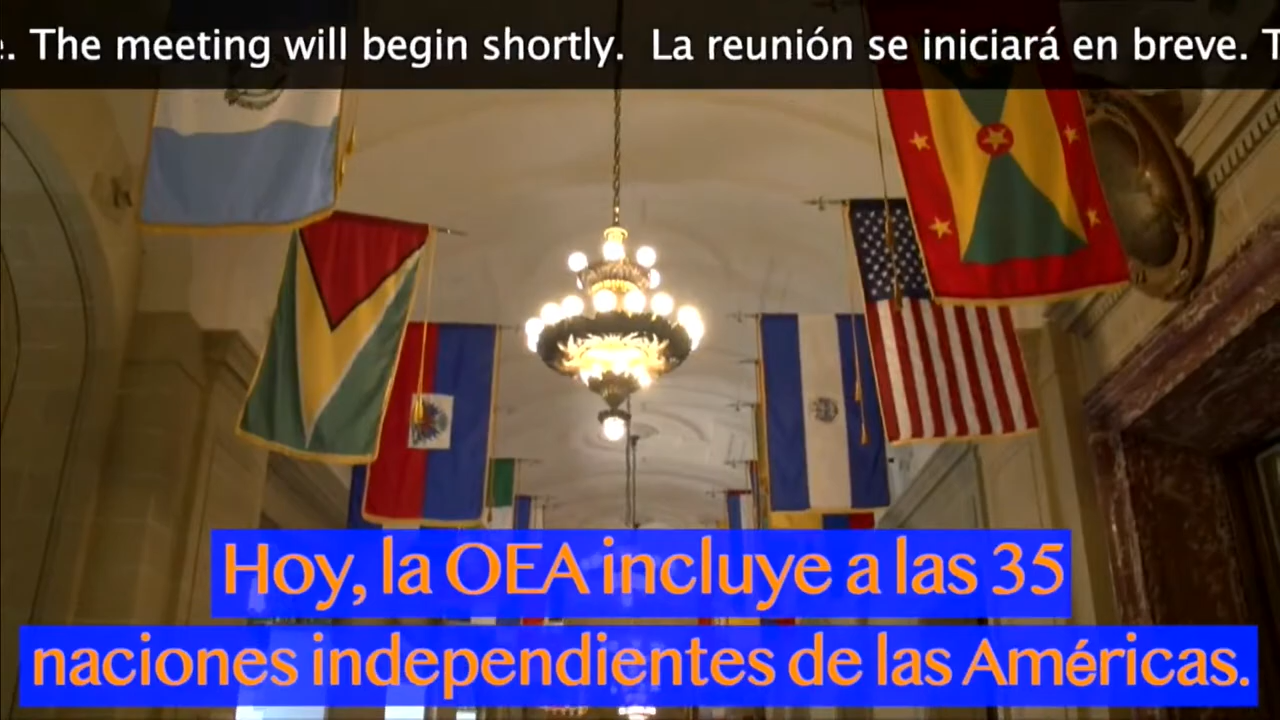 . The meeting will begin shortly. La reunión se iniciará en breve. T
Hoy, la OEA incluye a las 35
naciones independientes de las Américas.